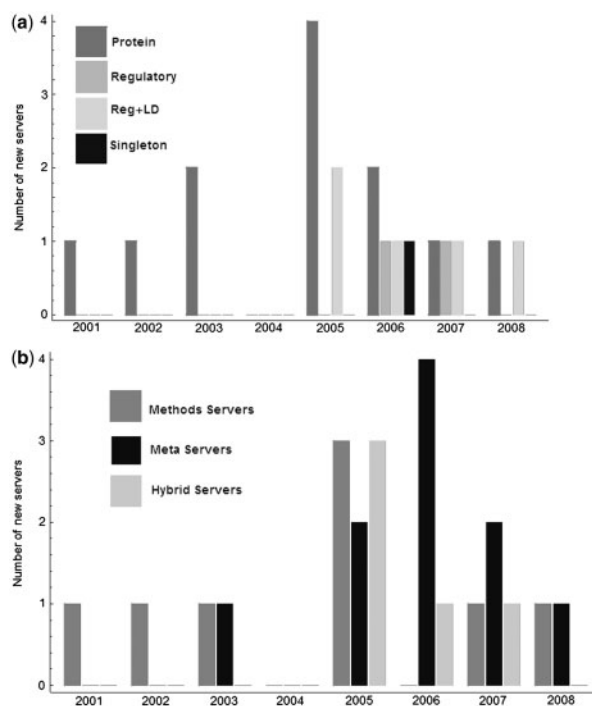 (a)
Number of new servers
4
3
2
1
0
Protein
Regulatory
Reg+LD
Singleton
2001 2002 2003 2004 2005 2006 2007 2008
(b)
Number of new servers
4
3
2
1
0
Methods Servers
Meta Servers
Hybrid Servers
2001 2002 2003 2004 2005 2006 2007 2008